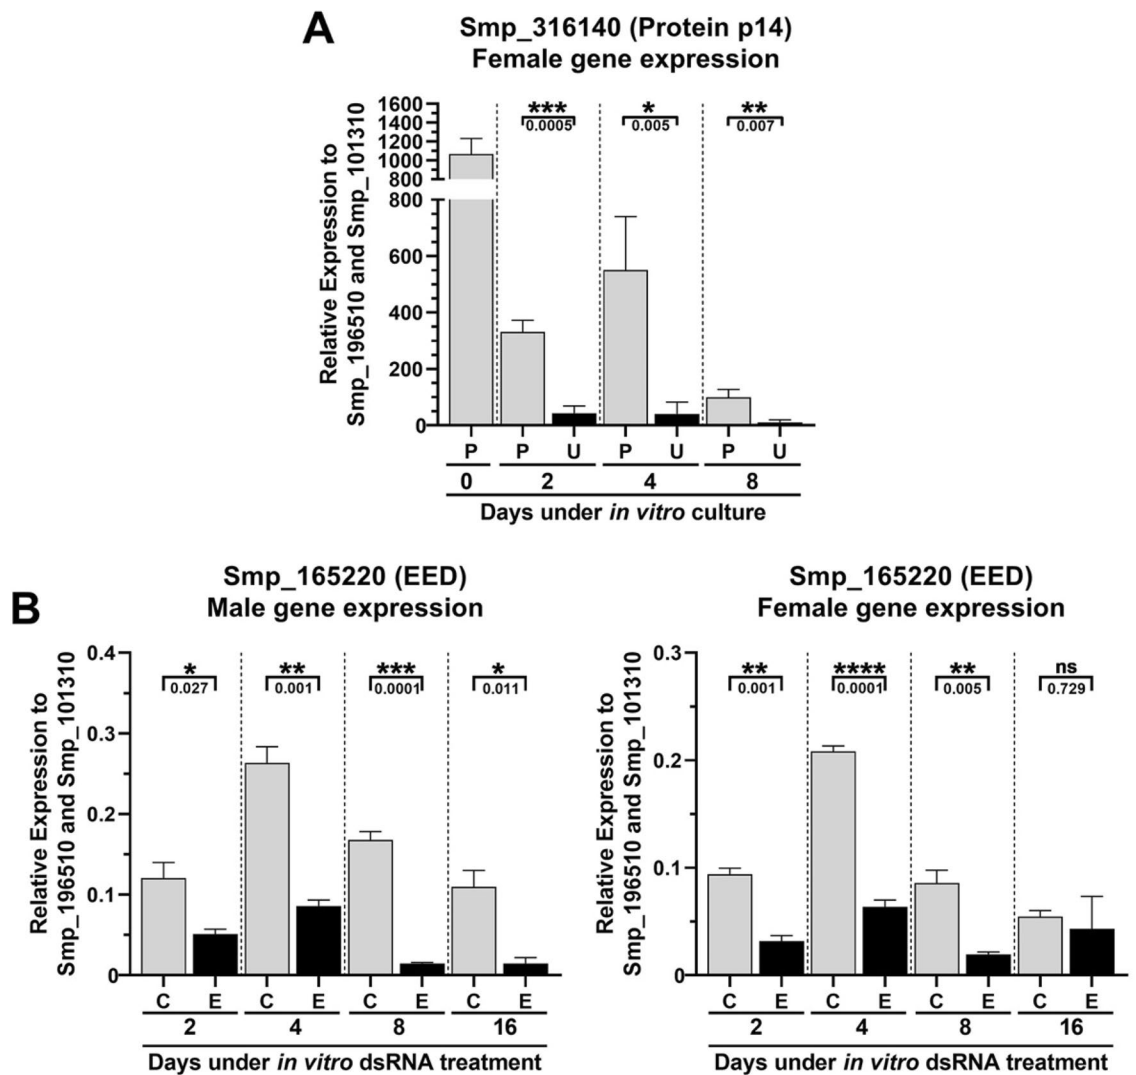 A
Smp_316140 (Protein p14)
Female gene expression
Relative Expression to
Smp_196510 and Smp_101310
1600
1400
1200
1000
800
800
600
400
200
0
*** * **
0.0005 0.005 0.007
P P U P U P U
0 2 4 8
Days under in vitro culture
B
Smp_165220 (EED)
Male gene expression
Relative Expression to
Smp_196510 and Smp_101310
0.4
0.3
0.2
0.1
0
* ** *** *
0.027 0.001 0.0001 0.011
C E C E C E C E
2 4 8 16
Days under in vitro dsRNA treatment
Smp_165220 (EED)
Female gene expression
Relative Expression to
Smp_196510 and Smp_101310
0.3
0.2
0.1
0
** **** ** ns
0.001 0.0001 0.005 0.729
C E C E C E C E
2 4 8 16
Days under in vitro dsRNA treatment